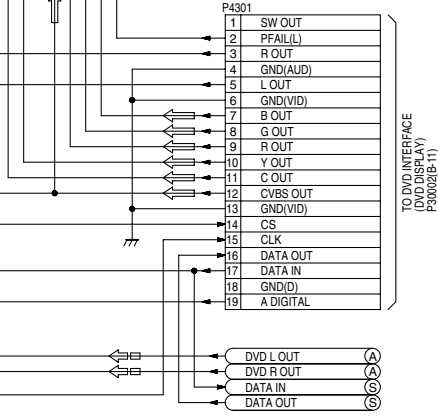 P4301
1 SW OUT
2 PFAIL(L)
3 R OUT
4 GND(AUD)
5 L OUT
6 GND(VID)
7 B OUT
8 G OUT
9 R OUT
10 Y OUT
11 C OUT
12 CVBS OUT
13 GND(VID)
14 CS
15 CLK
16 DATA OUT
17 DATA IN
18 GND(D)
19 A DIGITAL
TO DVD INTERFACE
(DVD DISPLAY)
P30002(B-11)
DVD L OUT A
DVD R OUT A
DATA IN S
DATA OUT S